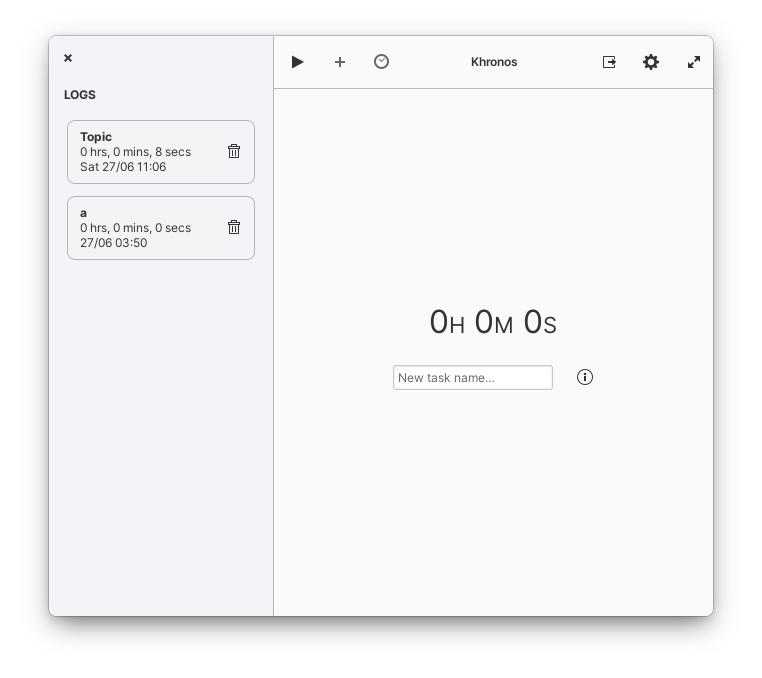 LOGS
Topic
0 hrs, 0 mins, 8 secs
Sat 27/06 11:06
a
0 hrs, 0 mins, 0 secs
27/06 03:50
Khronos
0H 0M 0S
New task name...